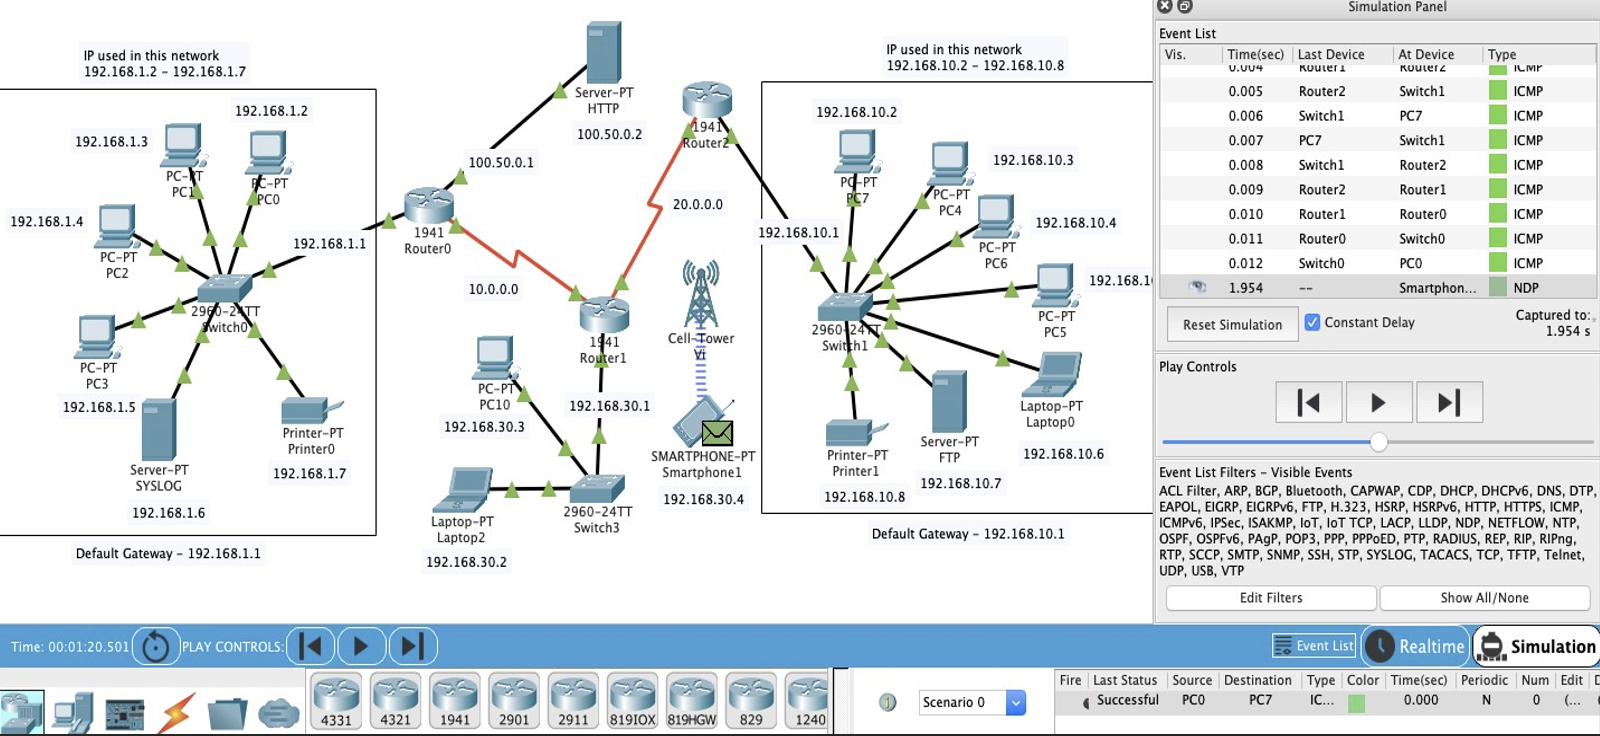 IP used in this network
192.168.1.2 - 192.168.1.7
192.168.1.2
192.168.1.3
PC-PT
PC1
PC-PT
PC0
192.168.1.4
PC-PT
PC2
192.168.1.1
2960-24TT
Switch0
PC-PT
PC3
192.168.1.5
Server-PT
SYSLOG
192.168.1.6
Printer-PT
Printer0
192.168.1.7
Default Gateway - 192.168.1.1
Server-PT
HTTP
100.50.0.2
100.50.0.1
1941
Router0
10.0.0.0
1941
Router2
20.0.0.0
1941
Router1
Cell-Tower
PC-PT
PC10
192.168.30.3
192.168.30.1
SMARTPHONE-PT
Smartphone1
192.168.30.4
Laptop-PT
Laptop2
192.168.30.2
2960-24TT
Switch3
IP used in this network
192.168.10.2 - 192.168.10.8
192.168.10.2
PC-PT
PC7
192.168.10.3
PC-PT
PC4
192.168.10.4
PC-PT
PC6
192.168.10.1
192.168.10
PC-PT
PC5
2960-24TT
Switch1
Laptop-PT
Laptop0
192.168.10.6
Server-PT
FTP
192.168.10.7
Printer-PT
Printer1
192.168.10.8
Default Gateway - 192.168.10.1
Simulation Panel
Event List
Vis. Time(sec) Last Device At Device Type
0.004 Router1 Router2 ICMP
0.005 Router2 Switch1 ICMP
0.006 Switch1 PC7 ICMP
0.007 PC7 Switch1 ICMP
0.008 Switch1 Router2 ICMP
0.009 Router2 Router1 ICMP
0.010 Router1 Router0 ICMP
0.011 Router0 Switch0 ICMP
0.012 Switch0 PC0 ICMP
1.954 -- Smartphon... NDP
Reset Simulation
Constant Delay
Captured to:
1.954 s
Play Controls
Event List Filters - Visible Events
ACL Filter, ARP, BGP, Bluetooth, CAPWAP, CDP, DHCP, DHCPv6, DNS, DTP,
EAPOL, EIGRP, EIGRPv6, FTP, H.323, HSRP, HSRPv6, HTTP, HTTPS, ICMP,
ICMPv6, IPSec, ISAKMP, IoT, IoT TCP, LACP, LLDP, NDP, NETFLOW, NTP,
OSPF, OSPFv6, PAgP, POP3, PPP, PPPoED, PTP, RADIUS, REP, RIP, RIPng,
RTP, SCCP, SMTP, SNMP, SSH, STP, SYSLOG, TACACS, TCP, TFTP, Telnet,
UDP, USB, VTP
Edit Filters
Show All/None
Time: 00:01:20.501
PLAY CONTROLS:
Event List
Realtime
Simulation
4331 4321 1941 2901 2911 819IOX 819HGW 829 1240
Scenario 0
Fire Last Status Source Destination Type Color Time(sec) Periodic Num Edit
Successful PC0 PC7 IC... 0.000 N 0 (...